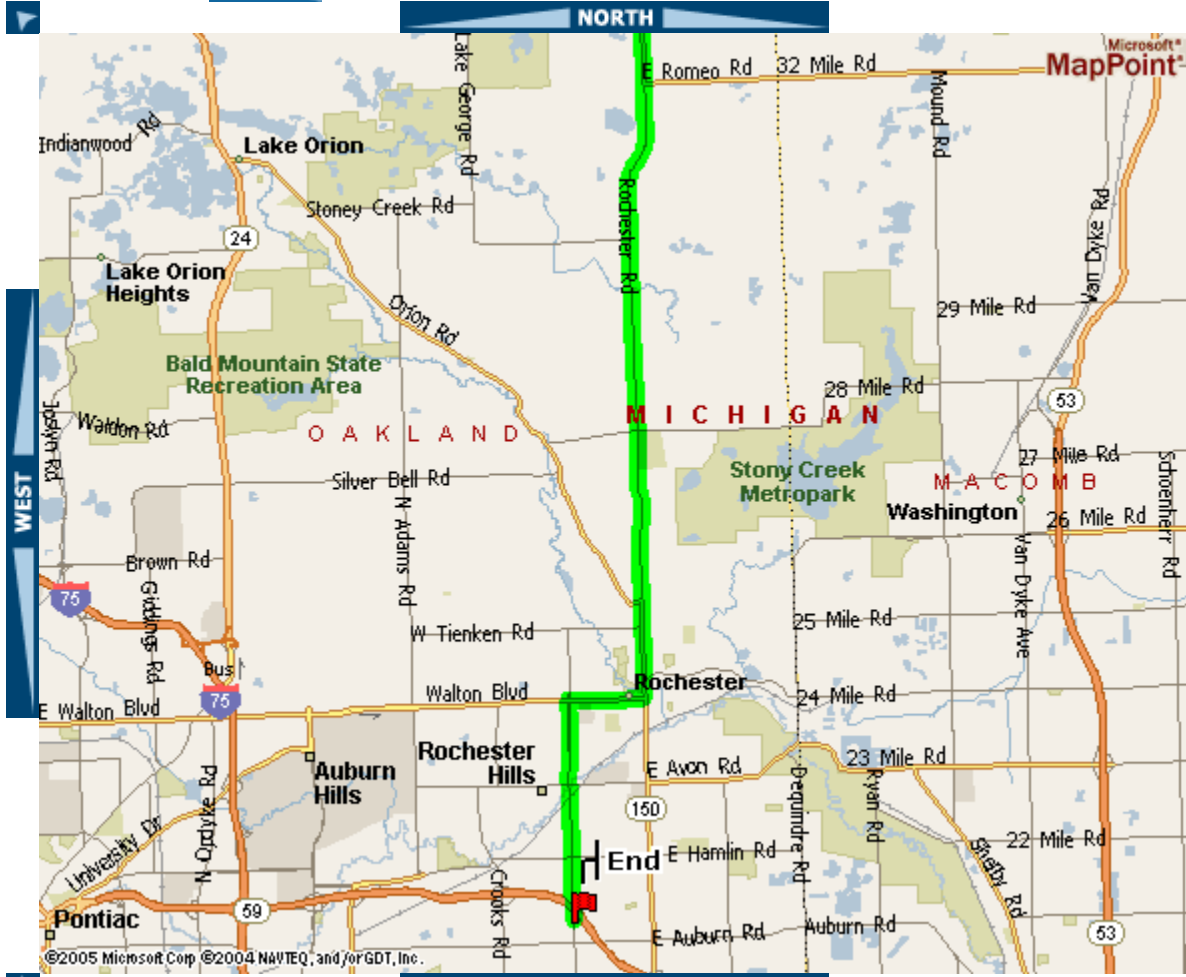 NORTH
Microsoft®
MapPoint®
E Romeo Rd
32 Mile Rd
Lake George Rd
Mound Rd
Indianwood Rd
Lake Orion
Stoney Creek Rd
Rochester Rd
Van Dyke Rd
24
Lake Orion
Heights
Orion Rd
29 Mile Rd
Bald Mountain State
Recreation Area
28 Mile Rd
53
WEST
Joslyn Rd
Waldon Rd
OAKLAND
MICHIGAN
27 Mile Rd
Silver Bell Rd
Stony Creek
Metropark
MACOMB
Schoenherr Rd
N Adams Rd
Washington
26 Mile Rd
Brown Rd
Giddings Rd
Van Dyke Ave
75
W Tienken Rd
25 Mile Rd
Bus
75
Rochester
Walton Blvd
24 Mile Rd
E Walton Blvd
Rochester
Hills
23 Mile Rd
E Avon Rd
Auburn
Hills
N Opdyke Rd
Dequindre Rd
Ryan Rd
150
University Dr
22 Mile Rd
E Hamlin Rd
End
Shelby Rd
Crooks Rd
59
Pontiac
Auburn Rd
E Auburn Rd
53
©2005 Microsoft Corp ©2004 NAVTEQ, and/or GDT, Inc.